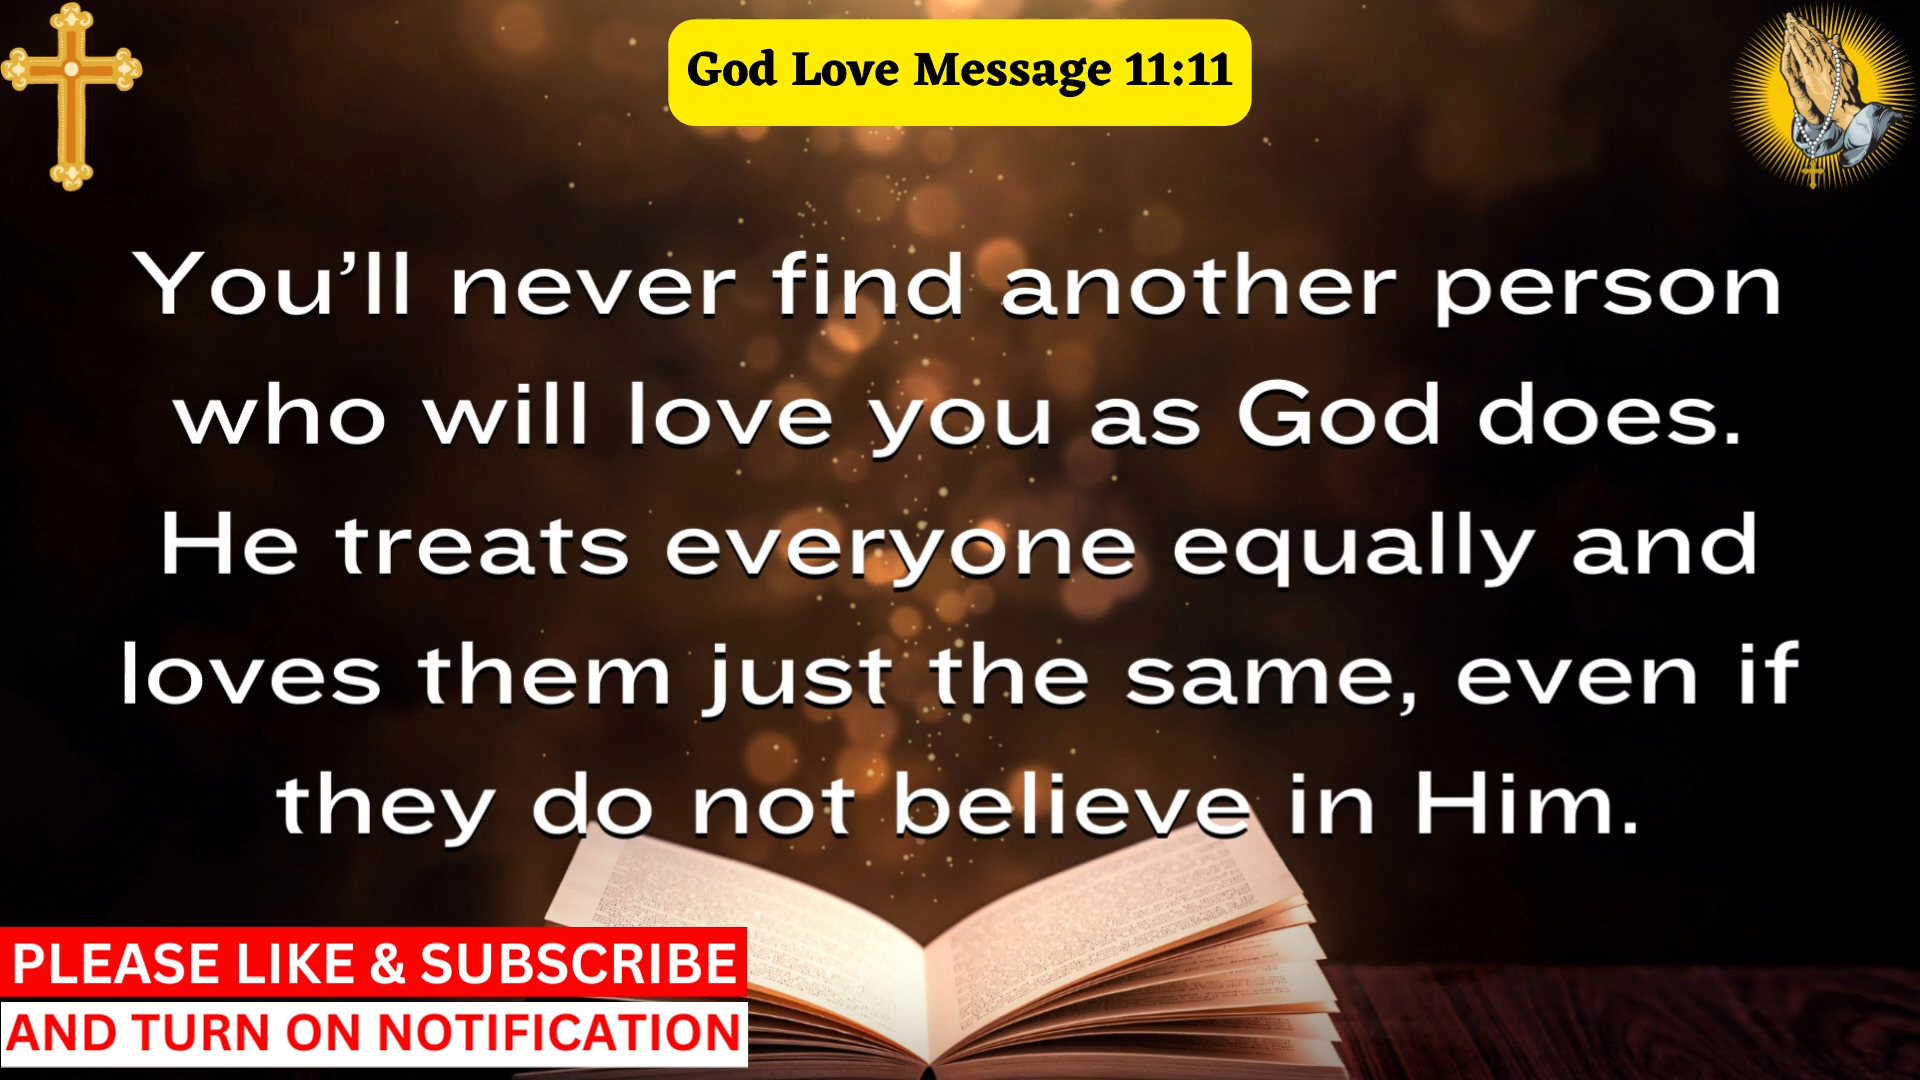 God Love Message 11:11
You’ll never find another person
who will love you as God does.
He treats everyone equally and
loves them just the same, even if
they do not believe in Him.
PLEASE LIKE & SUBSCRIBE
AND TURN ON NOTIFICATION